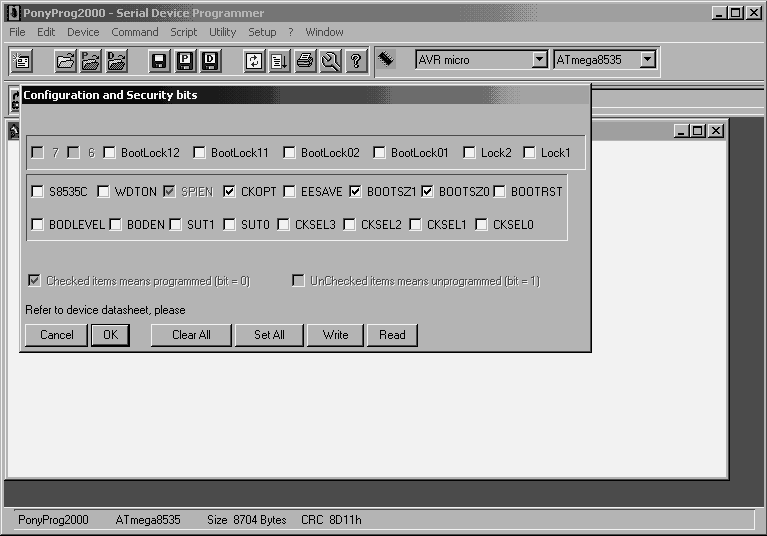 PonyProg2000 - Serial Device Programmer
File Edit Device Command Script Utility Setup ? Window
P D P D ? AVR micro ATmega8535
Configuration and Security bits
7 6 BootLock12 BootLock11 BootLock02 BootLock01 Lock2 Lock1
S8535C WDTON SPIEN CKOPT EESAVE BOOTSZ1 BOOTSZ0 BOOTRST
BODLEVEL BODEN SUT1 SUT0 CKSEL3 CKSEL2 CKSEL1 CKSEL0
Checked items means programmed (bit = 0) UnChecked items means unprogrammed (bit = 1)
Refer to device datasheet, please
Cancel OK Clear All Set All Write Read
PonyProg2000 ATmega8535 Size 8704 Bytes CRC 8D11h